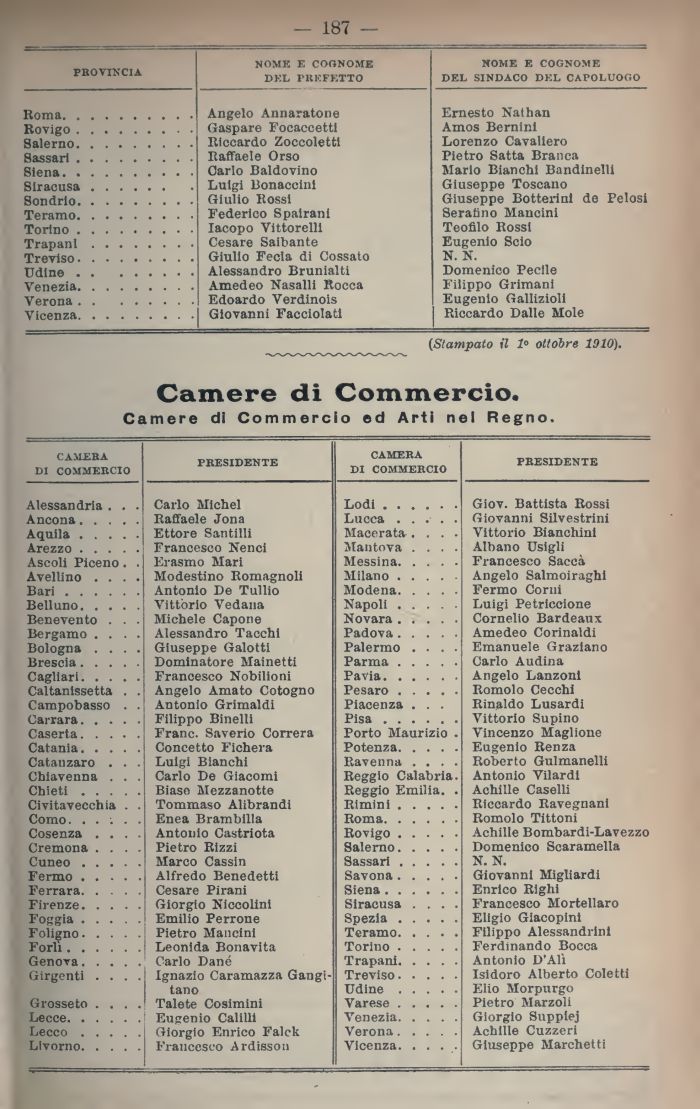 — 187 —
PROVINCIA | NOME E COGNOME DEL PREFETTO | NOME E COGNOME DEL SINDACO DEL CAPOLUOGO
Roma. . . . . . . . . . | Angelo Annaratone | Ernesto Nathan
Rovigo . . . . . . . . . | Gaspare Focaccetti | Amos Bernini
Salerno. . . . . . . . . | Riccardo Zoccoletti | Lorenzo Cavaliero
Sassari . . . . . . . . . | Raffaele Orso | Pietro Satta Branca
Siena. . . . . . . . . . | Carlo Baldovino | Mario Bianchi Bandinelli
Siracusa . . . . . . . | Luigi Bonaccini | Giuseppe Toscano
Sondrio. . . . . . . . . | Giulio Rossi | Giuseppe Botterini de Pelosi
Teramo. . . . . . . . . | Federico Spairani | Serafino Mancini
Torino . . . . . . . . . | Iacopo Vittorelli | Teofilo Rossi
Trapani . . . . . . . . | Cesare Saibante | Eugenio Scio
Treviso. . . . . . . . . | Giulio Fecia di Cossato | N. N.
Udine . . . . . . . . | Alessandro Brunialti | Domenico Pecile
Venezia. . . . . . . . . | Amedeo Nasalli Rocca | Filippo Grimani
Verona . . . . . . . . . | Edoardo Verdinois | Eugenio Gallizioli
Vicenza. . . . . . . . . | Giovanni Facciolati | Riccardo Dalle Mole
(Stampato il 1º ottobre 1910).
Camere di Commercio.
Camere di Commercio ed Arti nel Regno.
CAMERA DI COMMERCIO | PRESIDENTE | CAMERA DI COMMERCIO | PRESIDENTE
Alessandria . . . | Carlo Michel | Lodi . . . . . . | Giov. Battista Rossi
Ancona. . . . . | Raffaele Jona | Lucca . . . . . | Giovanni Silvestrini
Aquila . . . . . | Ettore Santilli | Macerata . . . . | Vittorio Bianchini
Arezzo . . . . . | Francesco Nenci | Mantova . . . . | Albano Usigli
Ascoli Piceno. . | Erasmo Mari | Messina. . . . . | Francesco Saccà
Avellino . . . . | Modestino Romagnoli | Milano . . . . . | Angelo Salmoiraghi
Bari . . . . . . | Antonio De Tullio | Modena. . . . . | Fermo Corni
Belluno. . . . . | Vittorio Vedana | Napoli . . . . . | Luigi Petriccione
Benevento . . . | Michele Capone | Novara . . . . . | Cornelio Bardeaux
Bergamo . . . . | Alessandro Tacchi | Padova. . . . . | Amedeo Corinaldi
Bologna . . . . | Giuseppe Galotti | Palermo . . . . | Emanuele Graziano
Brescia. . . . . | Dominatore Mainetti | Parma . . . . . | Carlo Audina
Cagliari. . . . . | Francesco Nobilioni | Pavia. . . . . . | Angelo Lanzoni
Caltanissetta . . | Angelo Amato Cotogno | Pesaro . . . . . | Romolo Cecchi
Campobasso . . | Antonio Grimaldi | Piacenza . . . | Rinaldo Lusardi
Carrara. . . . . | Filippo Binelli | Pisa . . . . . . | Vittorio Supino
Caserta. . . . . | Franc. Saverio Correra | Porto Maurizio . | Vincenzo Maglione
Catania. . . . . | Concetto Fichera | Potenza. . . . . | Eugenio Renza
Catanzaro . . . | Luigi Bianchi | Ravenna . . . . | Roberto Gulmanelli
Chiavenna . . . | Carlo De Giacomi | Reggio Calabria. | Antonio Vilardi
Chieti . . . . . | Biase Mezzanotte | Reggio Emilia. . | Achille Caselli
Civitavecchia . . | Tommaso Alibrandi | Rimini . . . . . | Riccardo Ravegnani
Como. . . . . . | Enea Brambilla | Roma. . . . . . | Romolo Tittoni
Cosenza . . . . | Antonio Castriota | Rovigo . . . . . | Achille Bombardi-Lavezzo
Cremona . . . . | Pietro Rizzi | Salerno. . . . . | Domenico Scaramella
Cuneo . . . . . | Marco Cassin | Sassari . . . . . | N. N.
Fermo . . . . . | Alfredo Benedetti | Savona. . . . . | Giovanni Migliardi
Ferrara. . . . . | Cesare Pirani | Siena. . . . . . | Enrico Righi
Firenze. . . . . | Giorgio Niccolini | Siracusa . . . . | Francesco Mortellaro
Foggia . . . . . | Emilio Perrone | Spezia . . . . . | Eligio Giacopini
Foligno. . . . . | Pietro Mancini | Teramo. . . . . | Filippo Alessandrini
Forlì . . . . . . | Leonida Bonavita | Torino . . . . . | Ferdinando Bocca
Genova. . . . . | Carlo Dané | Trapani. . . . . | Antonio D'Alì
Girgenti . . . . | Ignazio Caramazza Gangi- | Treviso. . . . . | Isidoro Alberto Coletti
tano | Udine . . . . . | Elio Morpurgo
Grosseto . . . . | Talete Cosimini | Varese . . . . . | Pietro Marzoli
Lecce. . . . . . | Eugenio Calilli | Venezia. . . . . | Giorgio Suppiej
Lecco . . . . . | Giorgio Enrico Falck | Verona. . . . . | Achille Cuzzeri
Livorno. . . . . | Francesco Ardisson | Vicenza. . . . . | Giuseppe Marchetti